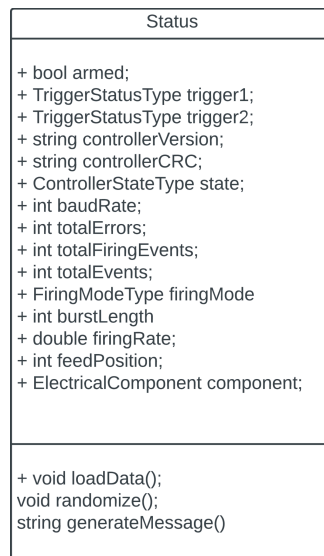 Status
+ bool armed;
+ TriggerStatusType trigger1;
+ TriggerStatusType trigger2;
+ string controllerVersion;
+ string controllerCRC;
+ ControllerStateType state;
+ int baudRate;
+ int totalErrors;
+ int totalFiringEvents;
+ int totalEvents;
+ FiringModeType firingMode
+ int burstLength
+ double firingRate;
+ int feedPosition;
+ ElectricalComponent component;
+ void loadData();
void randomize();
string generateMessage()